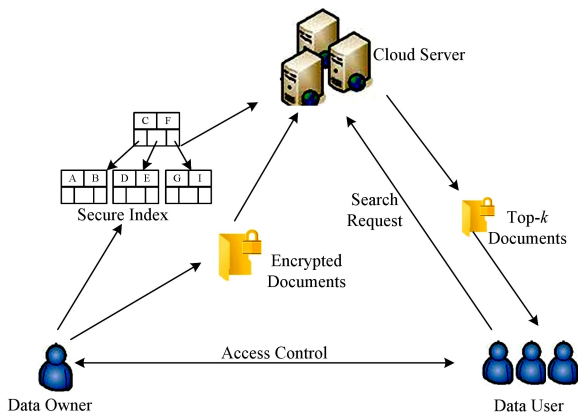 Cloud Server
C F
A B D E G I
Secure Index
Search
Request
Top-k
Documents
Encrypted
Documents
Access Control
Data Owner
Data User